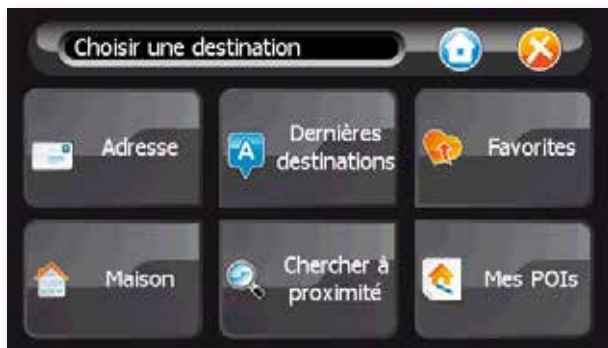 Choisir une destination
Adresse
Dernières
destinations
Favorites
Maison
Chercher à
proximité
Mes POIs